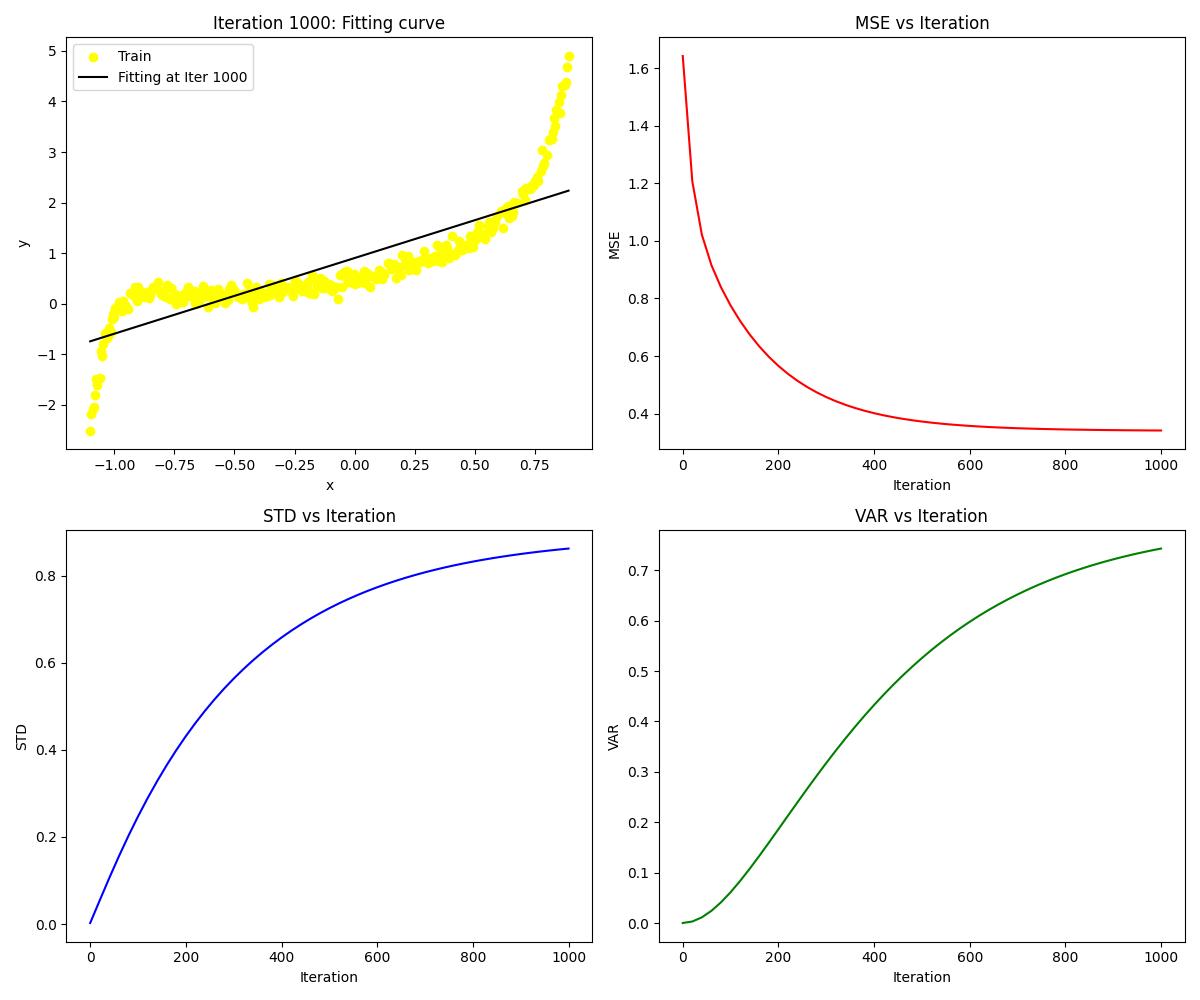 Iteration 1000: Fitting curve
Train
Fitting at Iter 1000
5
4
3
2
1
0
−1
−2
y
−1.00 −0.75 −0.50 −0.25 0.00 0.25 0.50 0.75
x
MSE vs Iteration
1.6
1.4
1.2
1.0
0.8
0.6
0.4
MSE
0 200 400 600 800 1000
Iteration
STD vs Iteration
0.8
0.6
0.4
0.2
0.0
STD
0 200 400 600 800 1000
Iteration
VAR vs Iteration
0.7
0.6
0.5
0.4
0.3
0.2
0.1
0.0
VAR
0 200 400 600 800 1000
Iteration